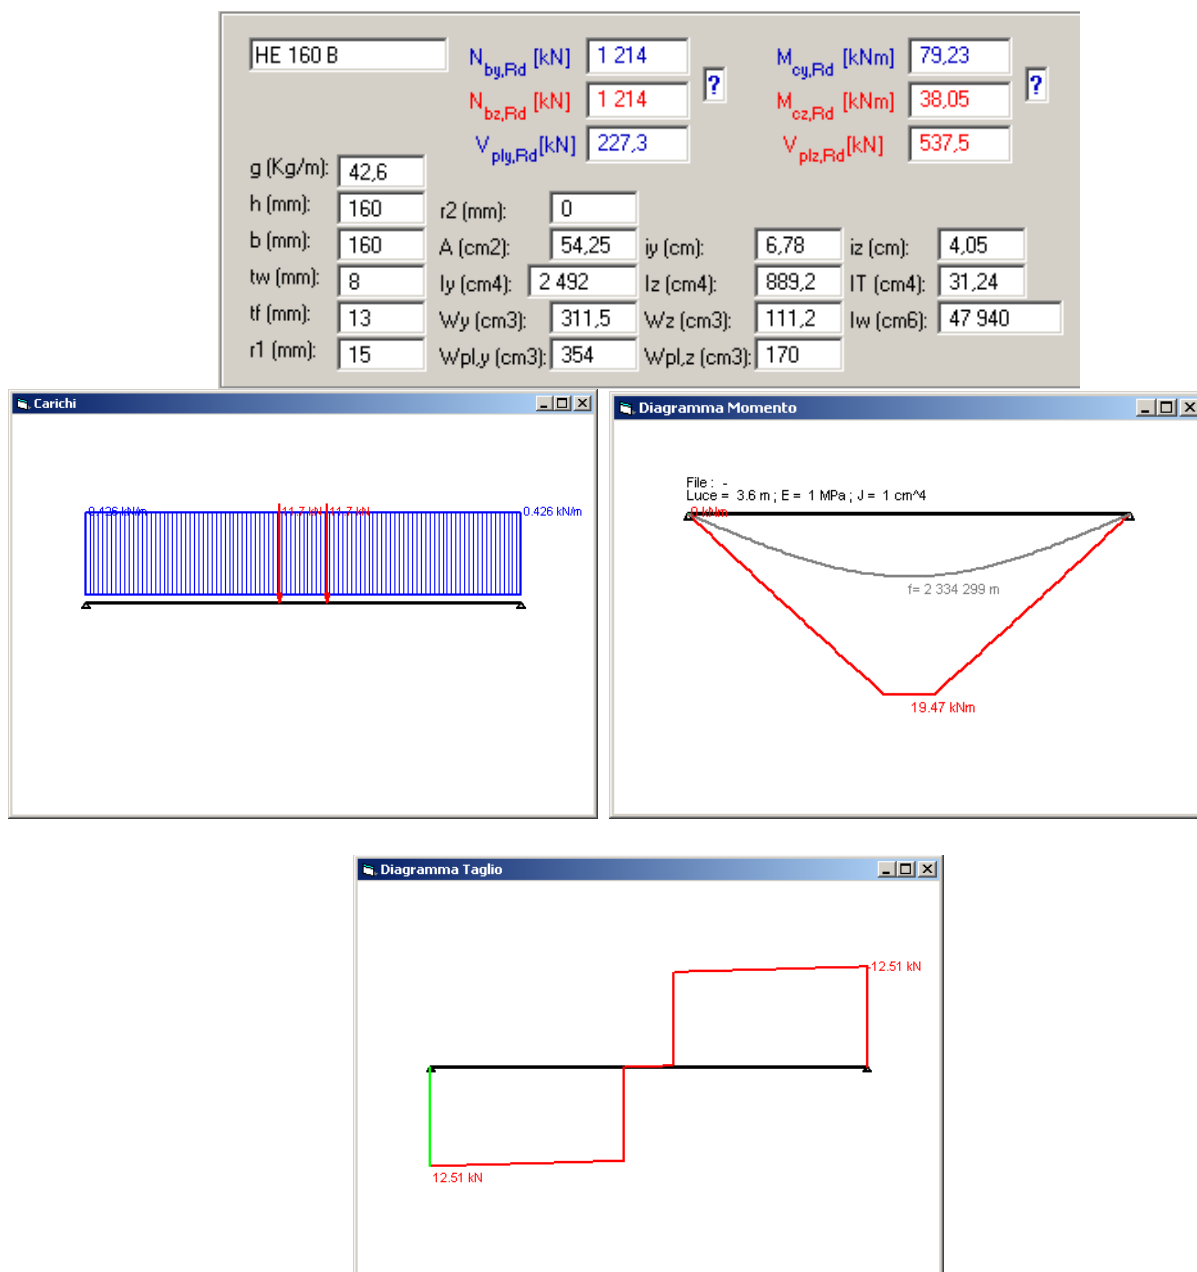 HE 160 B
Nby,Rd [kN] 1 214
Mcy,Rd [kNm] 79,23
?
?
Nbz,Rd [kN] 1 214
Mcz,Rd [kNm] 38,05
Vply,Rd[kN] 227,3
Vplz,Rd[kN] 537,5
g (Kg/m): 42,6
h (mm): 160 r2 (mm): 0
b (mm): 160 A (cm2): 54,25 iy (cm): 6,78 iz (cm): 4,05
tw (mm): 8 Iy (cm4): 2 492 Iz (cm4): 889,2 IT (cm4): 31,24
tf (mm): 13 Wy (cm3): 311,5 Wz (cm3): 111,2 Iw (cm6): 47 940
r1 (mm): 15 Wpl,y (cm3): 354 Wpl,z (cm3): 170
Carichi
0.426 kN/m 11.7 kN 11.7 kN 0.426 kN/m
Diagramma Momento
File : -
Luce = 3.6 m ; E = 1 MPa ; J = 1 cm^4
0 kNm
f= 2 334 299 m
19.47 kNm
Diagramma Taglio
-12.51 kN
12.51 kN